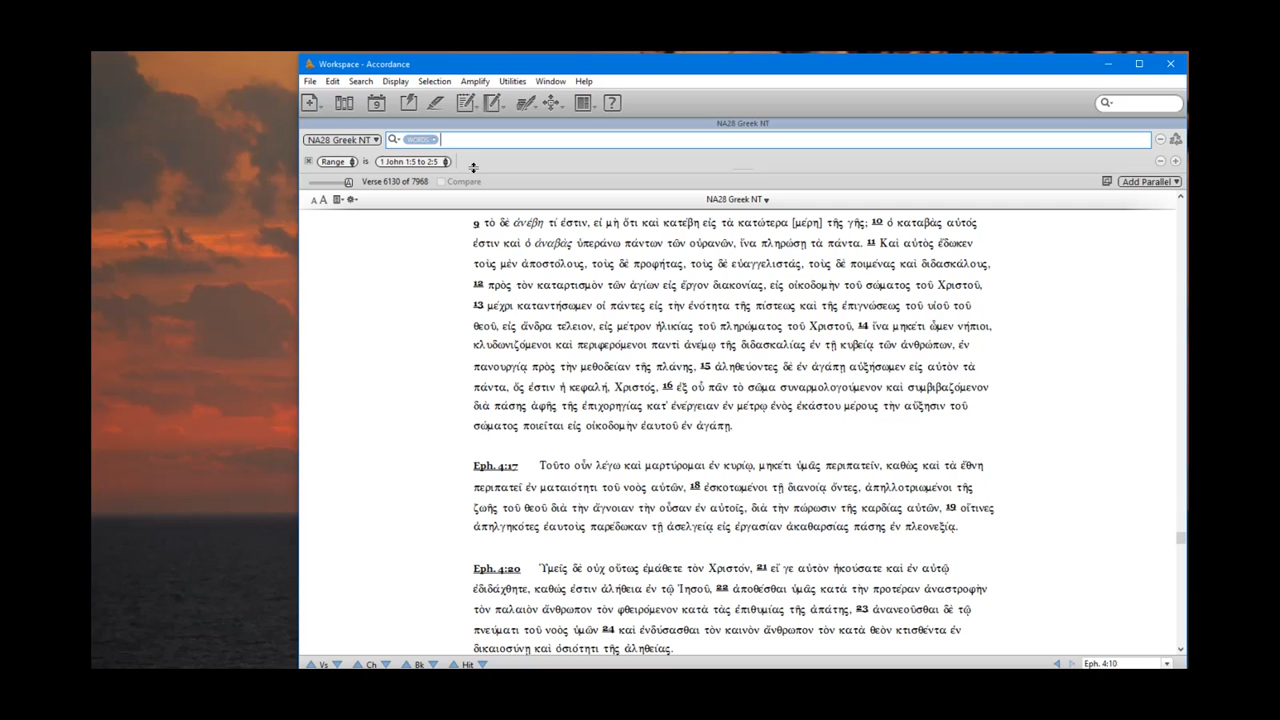 Workspace - Accordance
File Edit Search Display Selection Amplify Utilities Window Help
NA28 Greek NT
NA28 Greek NT WORDS
Range is 1 John 1:5 to 2:5
Verse 6130 of 7968 Compare Add Parallel
A A NA28 Greek NT
9 τὸ δὲ ἀνέβη τί ἐστιν, εἰ μὴ ὅτι καὶ κατέβη εἰς τὰ κατώτερα [μέρη] τῆς γῆς; 10 ὁ καταβὰς αὐτός
ἐστιν καὶ ὁ ἀναβὰς ὑπεράνω πάντων τῶν οὐρανῶν, ἵνα πληρώσῃ τὰ πάντα. 11 Καὶ αὐτὸς ἔδωκεν
τοὺς μὲν ἀποστόλους, τοὺς δὲ προφήτας, τοὺς δὲ εὐαγγελιστάς, τοὺς δὲ ποιμένας καὶ διδασκάλους,
12 πρὸς τὸν καταρτισμὸν τῶν ἁγίων εἰς ἔργον διακονίας, εἰς οἰκοδομὴν τοῦ σώματος τοῦ Χριστοῦ,
13 μέχρι καταντήσωμεν οἱ πάντες εἰς τὴν ἑνότητα τῆς πίστεως καὶ τῆς ἐπιγνώσεως τοῦ υἱοῦ τοῦ
θεοῦ, εἰς ἄνδρα τέλειον, εἰς μέτρον ἡλικίας τοῦ πληρώματος τοῦ Χριστοῦ, 14 ἵνα μηκέτι ὦμεν νήπιοι,
κλυδωνιζόμενοι καὶ περιφερόμενοι παντὶ ἀνέμῳ τῆς διδασκαλίας ἐν τῇ κυβείᾳ τῶν ἀνθρώπων, ἐν
πανουργίᾳ πρὸς τὴν μεθοδείαν τῆς πλάνης, 15 ἀληθεύοντες δὲ ἐν ἀγάπῃ αὐξήσωμεν εἰς αὐτὸν τὰ
πάντα, ὅς ἐστιν ἡ κεφαλή, Χριστός, 16 ἐξ οὗ πᾶν τὸ σῶμα συναρμολογούμενον καὶ συμβιβαζόμενον
διὰ πάσης ἁφῆς τῆς ἐπιχορηγίας κατ᾽ ἐνέργειαν ἐν μέτρῳ ἑνὸς ἑκάστου μέρους τὴν αὔξησιν τοῦ
σώματος ποιεῖται εἰς οἰκοδομὴν ἑαυτοῦ ἐν ἀγάπῃ.
Eph. 4:17 Τοῦτο οὖν λέγω καὶ μαρτύρομαι ἐν κυρίῳ, μηκέτι ὑμᾶς περιπατεῖν, καθὼς καὶ τὰ ἔθνη
περιπατεῖ ἐν ματαιότητι τοῦ νοὸς αὐτῶν, 18 ἐσκοτωμένοι τῇ διανοίᾳ ὄντες, ἀπηλλοτριωμένοι τῆς
ζωῆς τοῦ θεοῦ διὰ τὴν ἄγνοιαν τὴν οὖσαν ἐν αὐτοῖς, διὰ τὴν πώρωσιν τῆς καρδίας αὐτῶν, 19 οἵτινες
ἀπηλγηκότες ἑαυτοὺς παρέδωκαν τῇ ἀσελγείᾳ εἰς ἐργασίαν ἀκαθαρσίας πάσης ἐν πλεονεξίᾳ.
Eph. 4:20 Ὑμεῖς δὲ οὐχ οὕτως ἐμάθετε τὸν Χριστόν, 21 εἴ γε αὐτὸν ἠκούσατε καὶ ἐν αὐτῷ
ἐδιδάχθητε, καθώς ἐστιν ἀλήθεια ἐν τῷ Ἰησοῦ, 22 ἀποθέσθαι ὑμᾶς κατὰ τὴν προτέραν ἀναστροφὴν
τὸν παλαιὸν ἄνθρωπον τὸν φθειρόμενον κατὰ τὰς ἐπιθυμίας τῆς ἀπάτης, 23 ἀνανεοῦσθαι δὲ τῷ
πνεύματι τοῦ νοὸς ὑμῶν 24 καὶ ἐνδύσασθαι τὸν καινὸν ἄνθρωπον τὸν κατὰ θεὸν κτισθέντα ἐν
δικαιοσύνῃ καὶ ὁσιότητι τῆς ἀληθείας.
Vs Ch Bk Hit Eph. 4:10